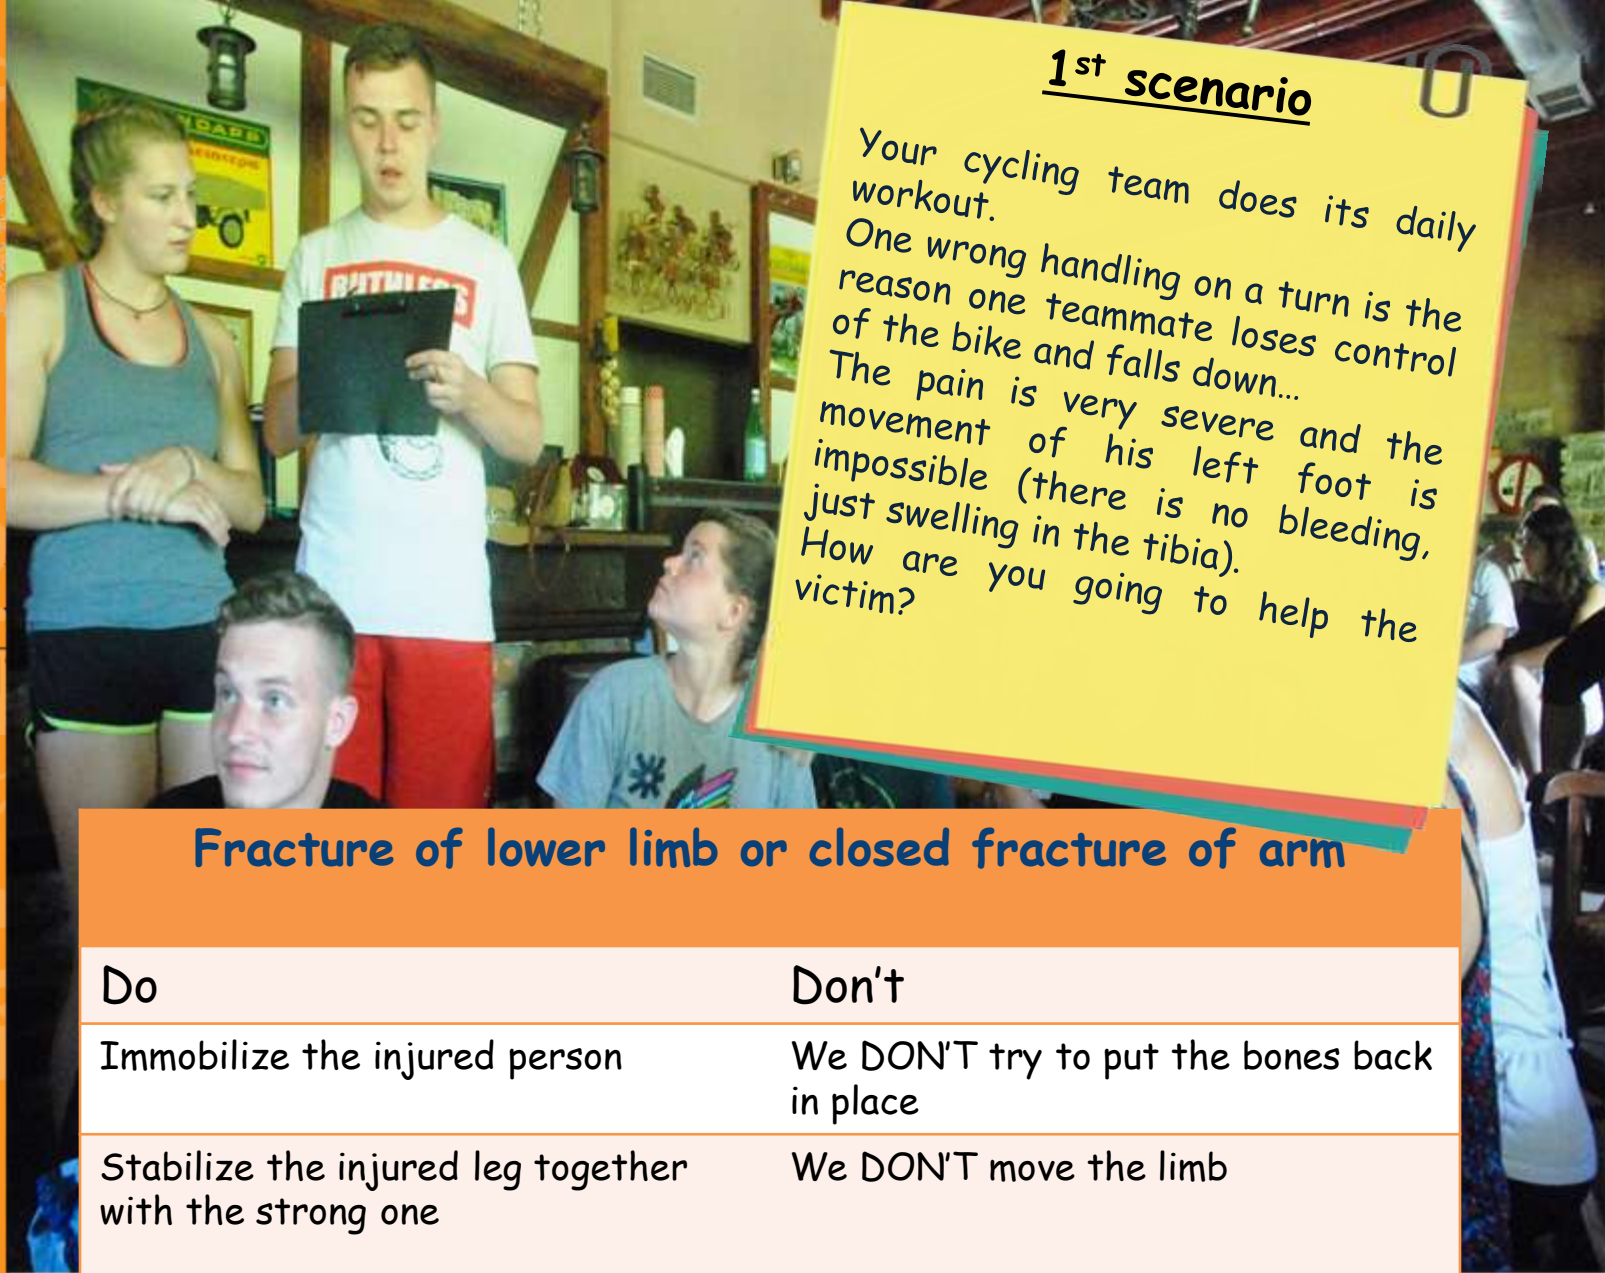 1st scenario
Your cycling team does its daily
workout.
One wrong handling on a turn is the
reason one teammate loses control
of the bike and falls down...
The pain is very severe and the
movement of his left foot is
impossible (there is no bleeding,
just swelling in the tibia).
How are you going to help the
victim?
Fracture of lower limb or closed fracture of arm
Do
Don't
Immobilize the injured person
We DON'T try to put the bones back
in place
Stabilize the injured leg together
with the strong one
We DON'T move the limb